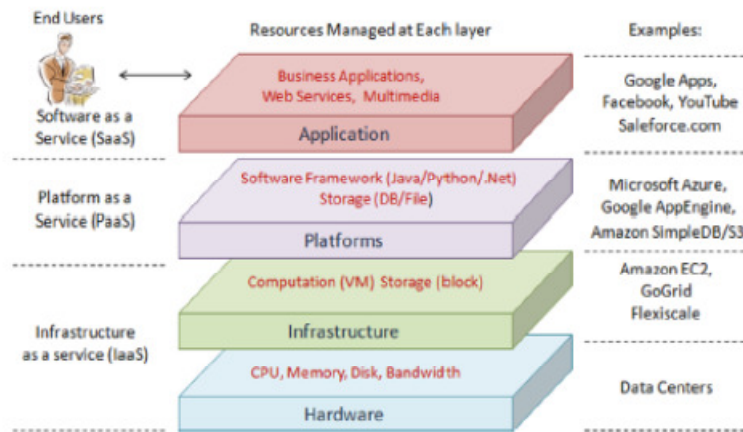 End Users
Resources Managed at Each layer
Examples:
Software as a
Service (SaaS)
Business Applications,
Web Services, Multimedia
Application
Google Apps,
Facebook, YouTube
Saleforce.com
Platform as a
Service (PaaS)
Software Framework (Java/Python/.Net)
Storage (DB/File)
Platforms
Microsoft Azure,
Google AppEngine,
Amazon SimpleDB/S3
Infrastructure
as a service (IaaS)
Computation (VM) Storage (block)
Infrastructure
Amazon EC2,
GoGrid
Flexiscale
CPU, Memory, Disk, Bandwidth
Hardware
Data Centers